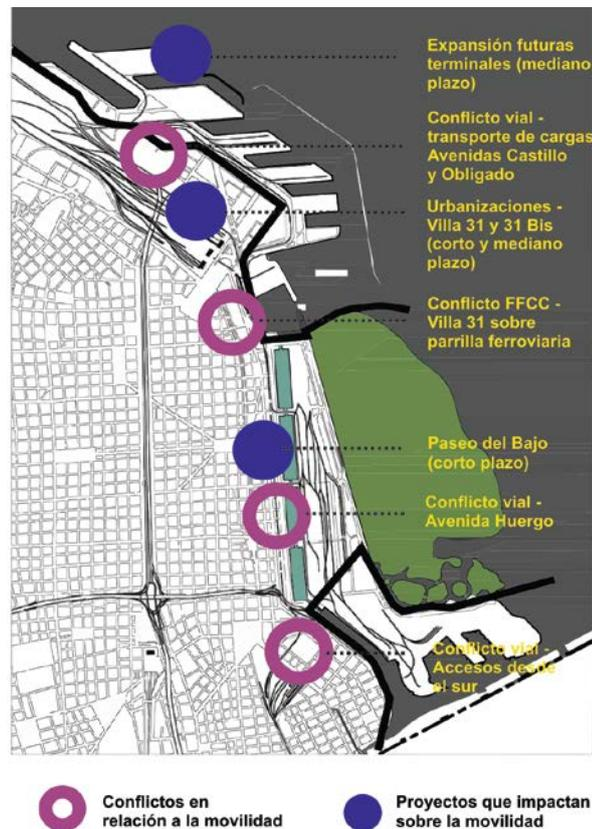 Expansión futuras
terminales (mediano
plazo)
Conflicto vial -
transporte de cargas
Avenidas Castillo
y Obligado
Urbanizaciones -
Villa 31 y 31 Bis
(corto y mediano
plazo)
Conflicto FFCC -
Villa 31 sobre
parrilla ferroviaria
Paseo del Bajo
(corto plazo)
Conflicto vial -
Avenida Huergo
Conflicto vial -
Accesos desde
el sur
Conflictos en
relación a la movilidad
Proyectos que impactan
sobre la movilidad